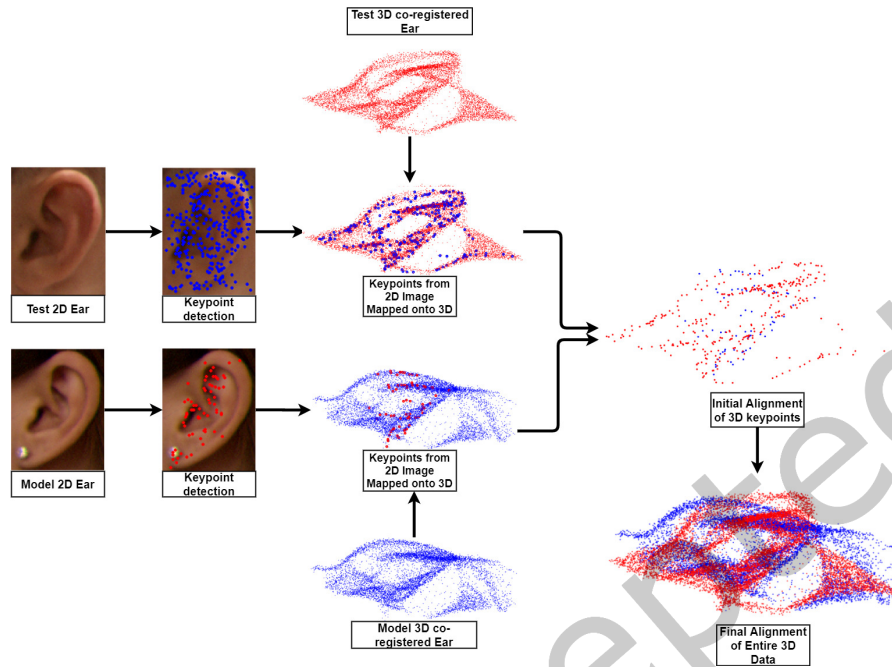 Test 3D co-registered
Ear
Test 2D Ear
Keypoint
detection
Keypoints from
2D Image
Mapped onto 3D
Model 2D Ear
Keypoint
detection
Keypoints from
2D Image
Mapped onto 3D
Initial Alignment
of 3D keypoints
Model 3D co-
registered Ear
Final Alignment
of Entire 3D
Data
epted